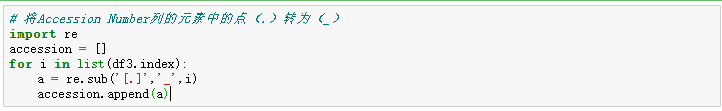 # 将Accession Number列的元素中的点（.）转为（_）
import re
accession = []
for i in list(df3.index):
    a = re.sub('[.]','_',i)
    accession.append(a)